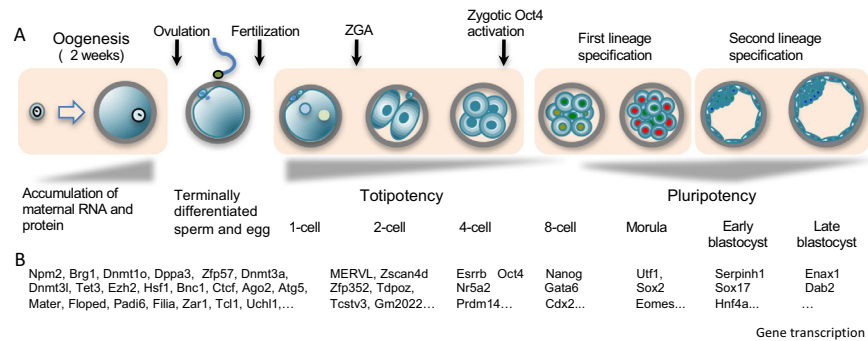 A
Oogenesis
( 2 weeks)
Ovulation
Fertilization
ZGA
Zygotic Oct4
activation
First lineage
specification
Second lineage
specification
Accumulation of
maternal RNA and
protein
Terminally
differentiated
sperm and egg
Totipotency
Pluripotency
1-cell
2-cell
4-cell
8-cell
Morula
Early
blastocyst
Late
blastocyst
B
Npm2, Brg1, Dnmt1o, Dppa3, Zfp57, Dnmt3a,
Dnmt3l, Tet3, Ezh2, Hsf1, Bnc1, Ctcf, Ago2, Atg5,
Mater, Floped, Padi6, Filia, Zar1, Tcl1, Uchl1,...
MERVL, Zscan4d
Zfp352, Tdpoz,
Tcstv3, Gm2022...
Esrrb Oct4
Nr5a2
Prdm14...
Nanog
Gata6
Cdx2...
Utf1,
Sox2
Eomes...
Serpinh1
Sox17
Hnf4a...
Enax1
Dab2
...
Gene transcription